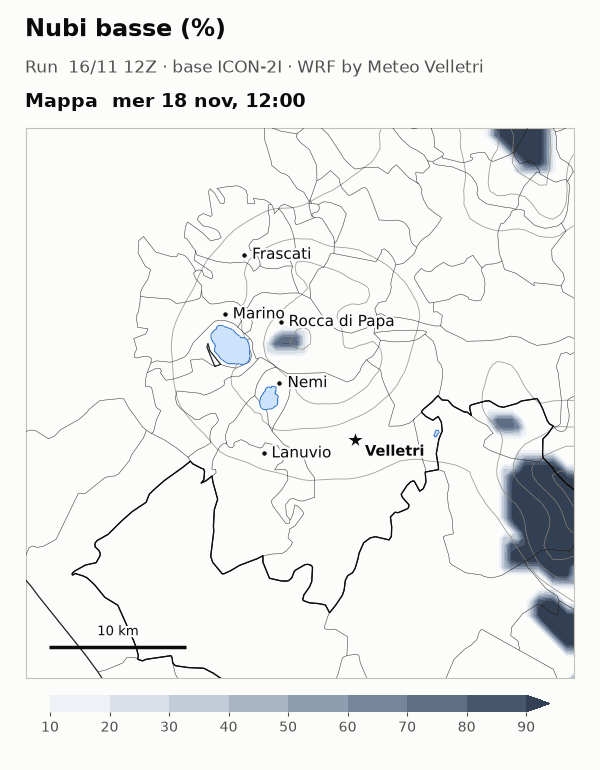 Nubi basse (%)
Run  16/11 12Z · base ICON-2I · WRF by Meteo Velletri
Mappa  mer 18 nov, 12:00
Frascati
Marino
Rocca di Papa
Nemi
Velletri
Lanuvio
10 km
10 20 30 40 50 60 70 80 90